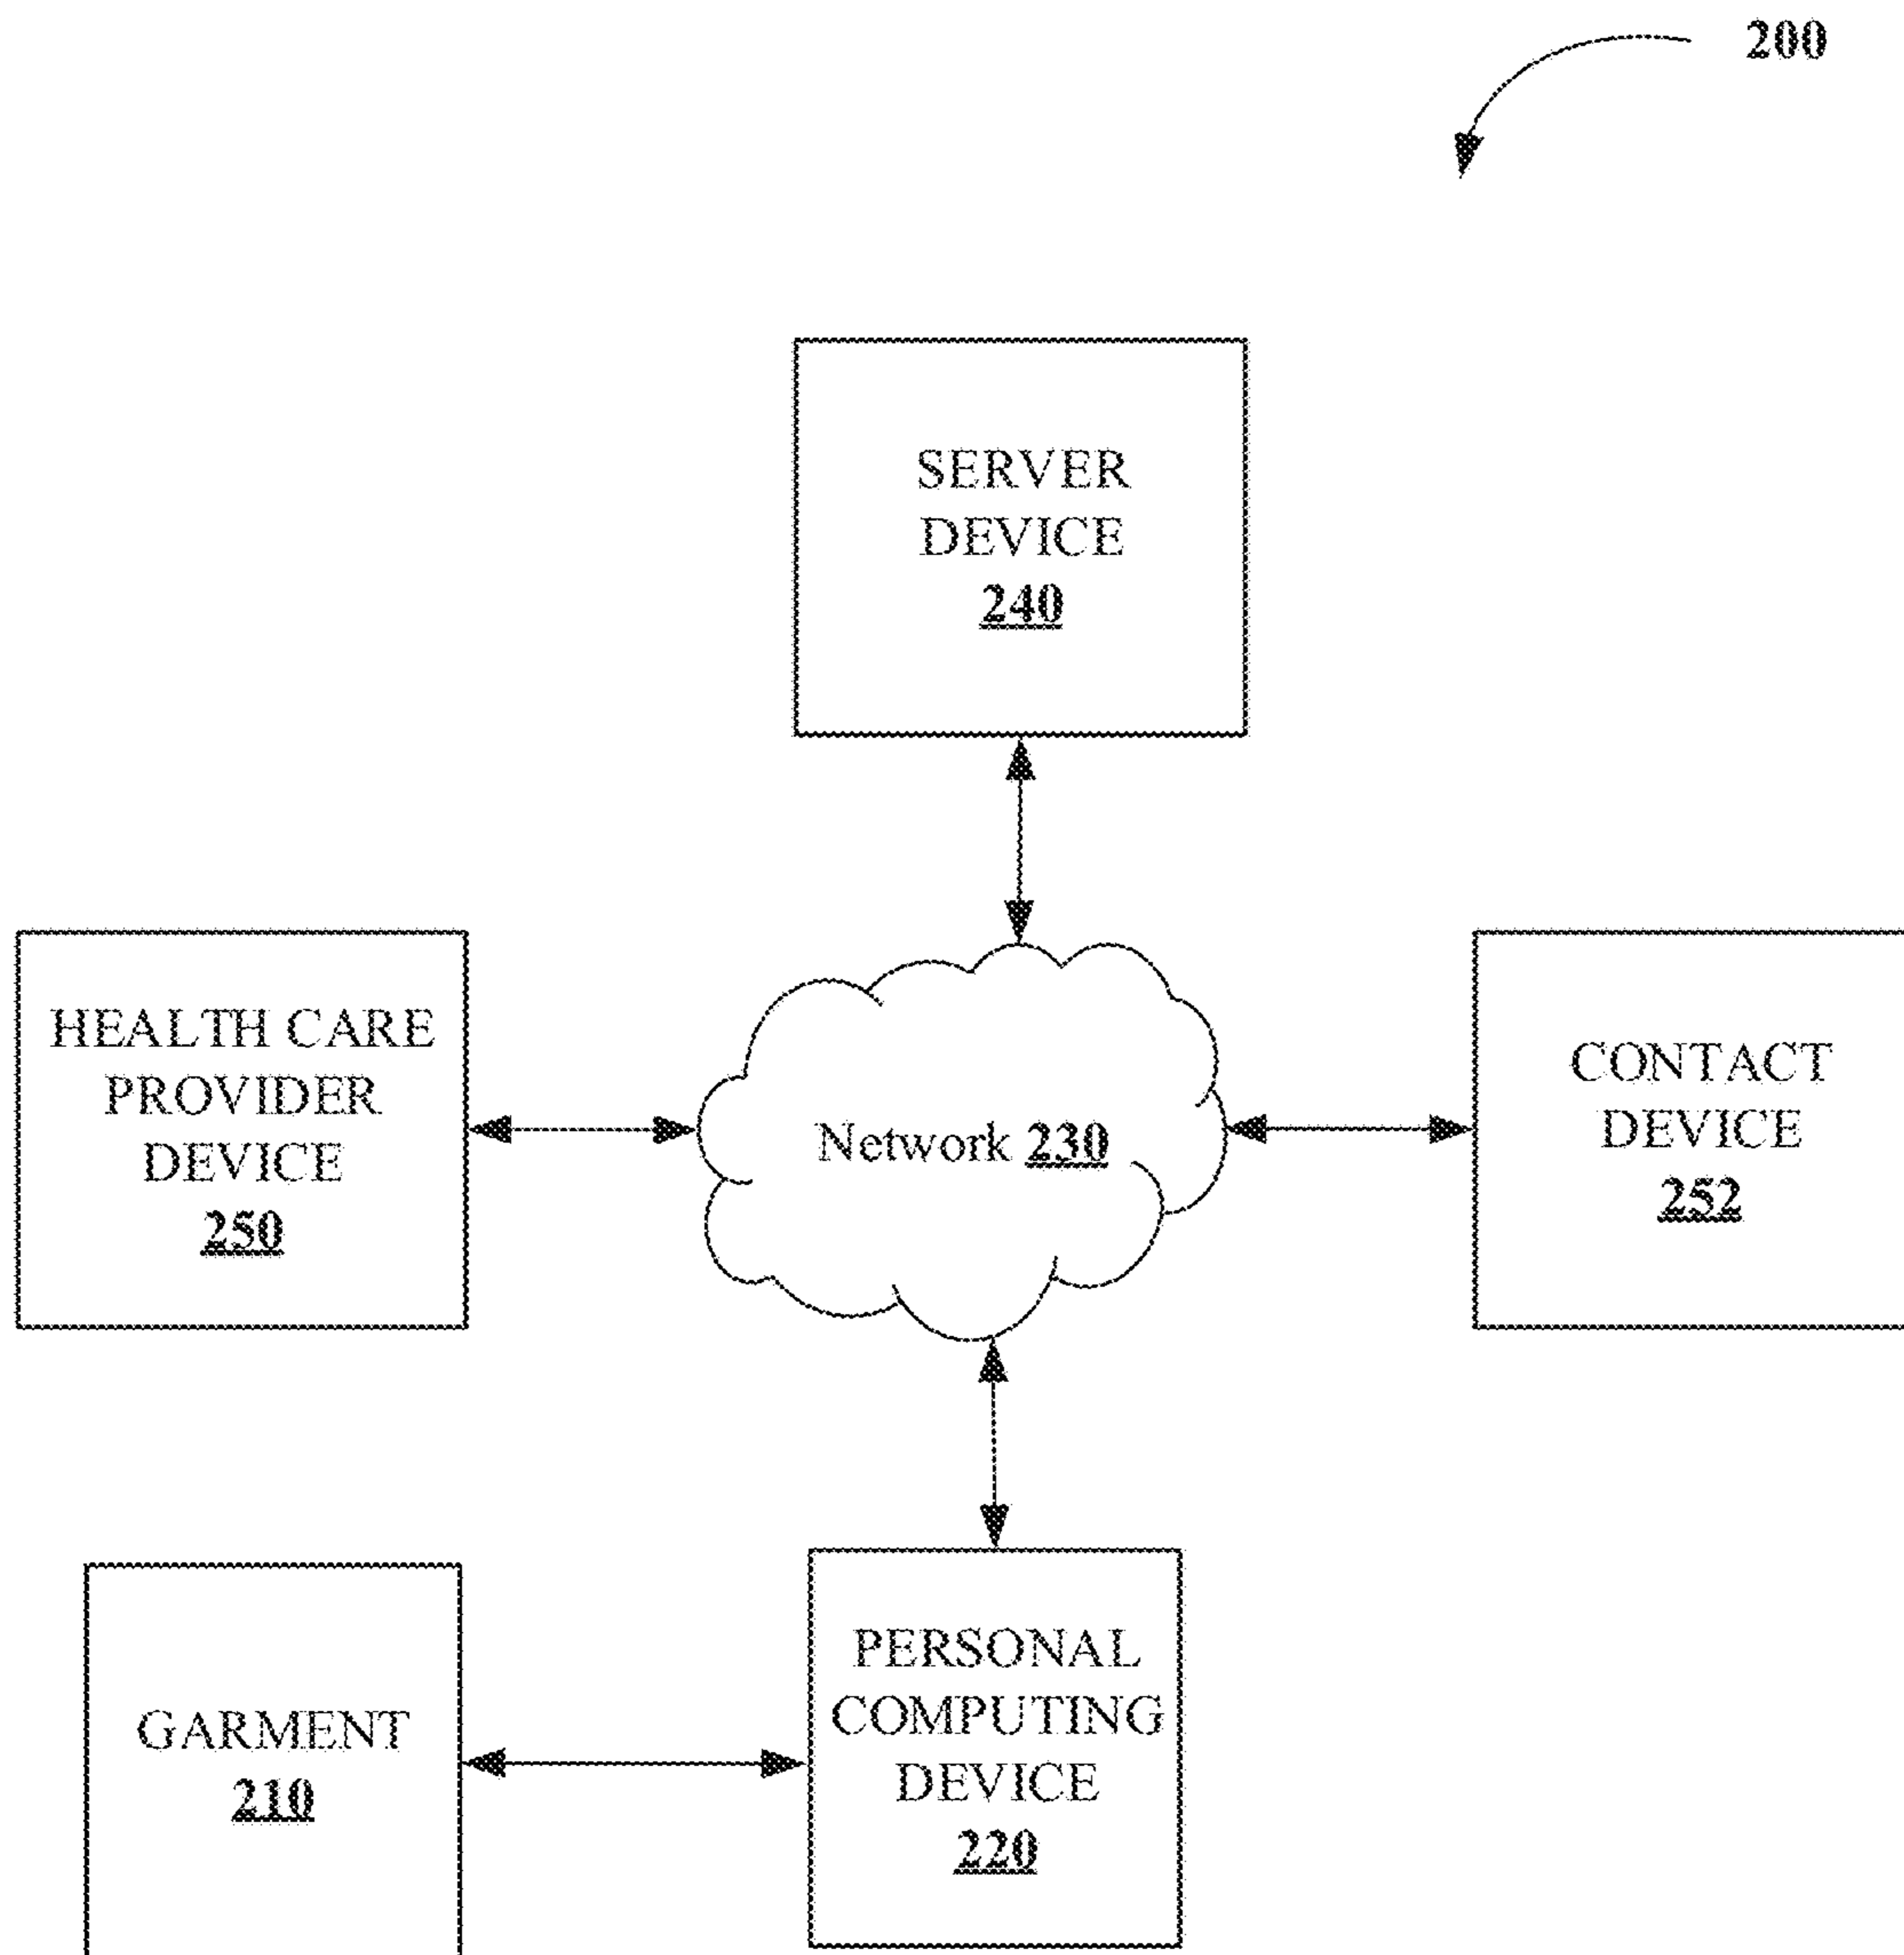 200
SERVER
DEVICE
240
HEALTH CARE
PROVIDER
DEVICE
250
Network 230
CONTACT
DEVICE
252
GARMENT
210
PERSONAL
COMPUTING
DEVICE
220